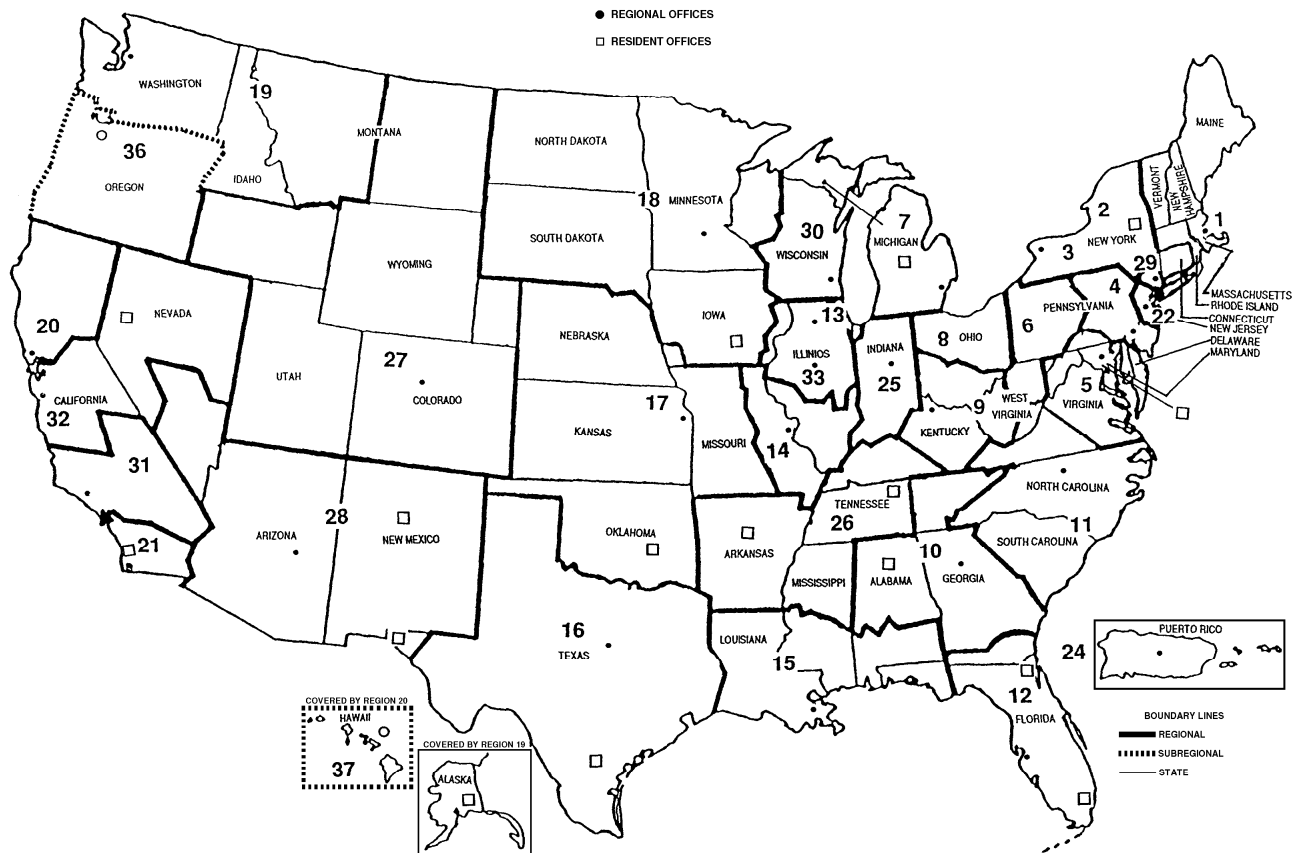 REGIONAL OFFICES
RESIDENT OFFICES
WASHINGTON
19
MONTANA
36
OREGON
IDAHO
NORTH DAKOTA
18
MINNESOTA
SOUTH DAKOTA
WYOMING
30
WISCONSIN
7
MICHIGAN
MAINE
VERMONT
NEW
HAMPSHIRE
1
2
NEW YORK
3
29
4
PENNSYLVANIA
22
MASSACHUSETTS
RHODE ISLAND
CONNECTICUT
NEW JERSEY
DELAWARE
MARYLAND
20
NEVADA
NEBRASKA
IOWA
13
ILLINIOS
33
INDIANA
25
8
OHIO
6
UTAH
27
COLORADO
CALIFORNIA
32
31
21
17
KANSAS
MISSOURI
14
9
WEST
VIRGINIA
5
VIRGINIA
KENTUCKY
NORTH CAROLINA
11
SOUTH CAROLINA
TENNESSEE
26
28
ARIZONA
NEW MEXICO
OKLAHOMA
ARKANSAS
10
GEORGIA
MISSISSIPPI
ALABAMA
16
TEXAS
LOUISIANA
15
24
PUERTO RICO
12
FLORIDA
COVERED BY REGION 20
HAWAII
37
COVERED BY REGION 19
ALASKA
BOUNDARY LINES
REGIONAL
SUBREGIONAL
STATE